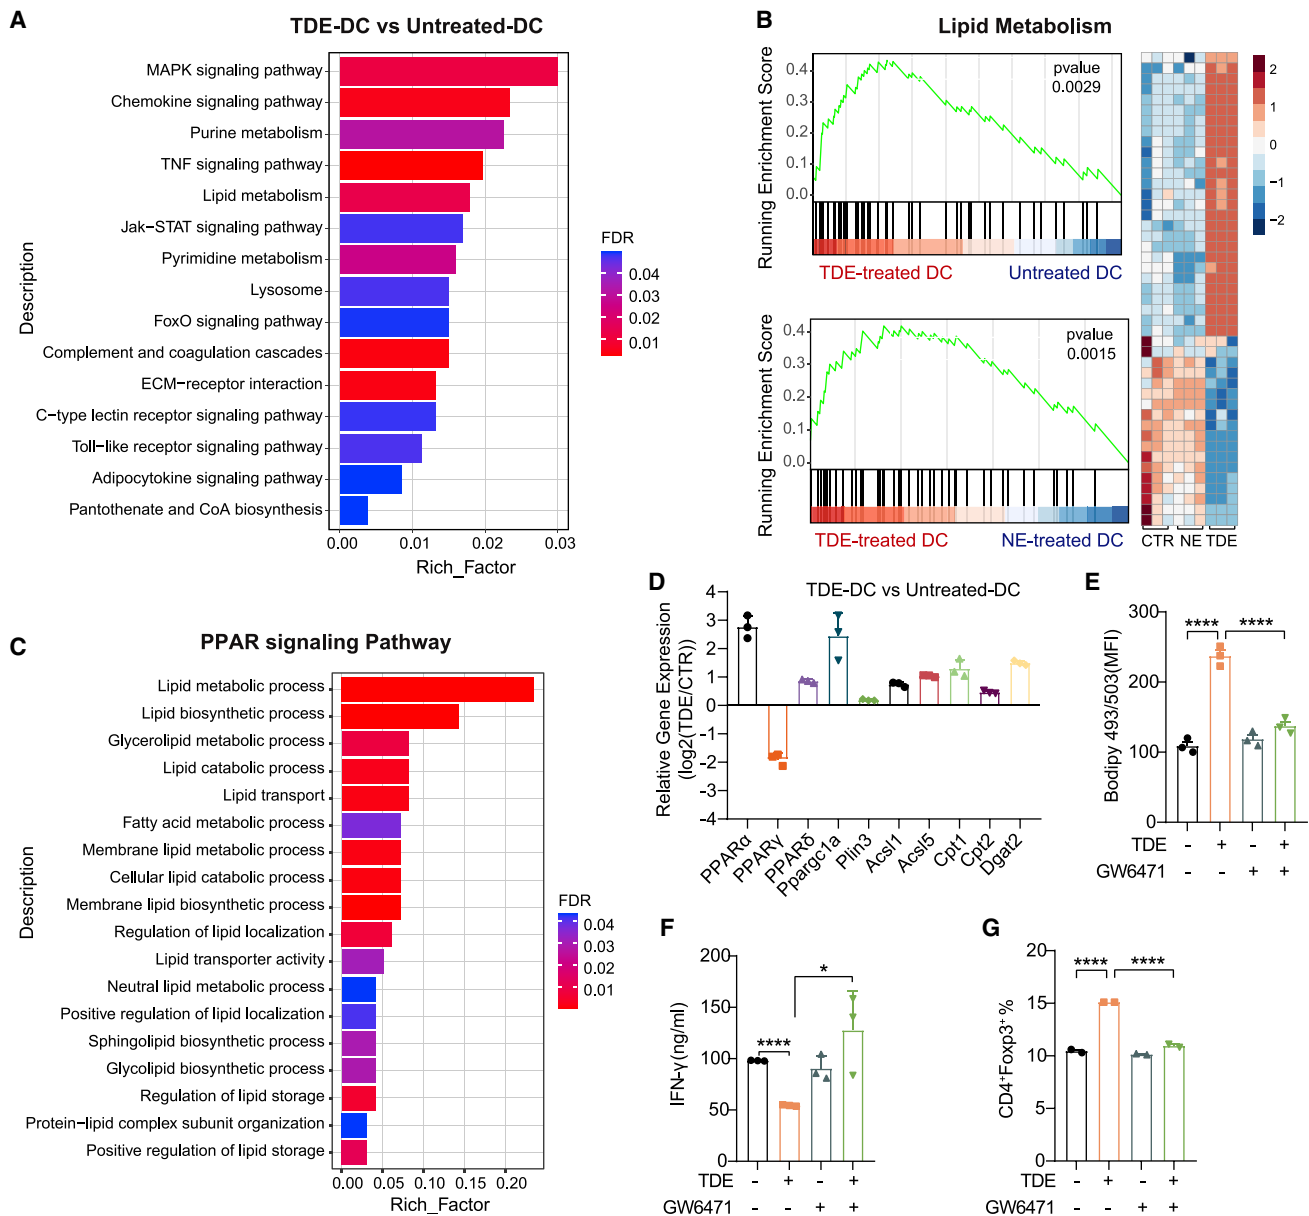 A
TDE-DC vs Untreated-DC
Description
MAPK signaling pathway
Chemokine signaling pathway
Purine metabolism
TNF signaling pathway
Lipid metabolism
Jak−STAT signaling pathway
Pyrimidine metabolism
Lysosome
FoxO signaling pathway
Complement and coagulation cascades
ECM−receptor interaction
C−type lectin receptor signaling pathway
Toll−like receptor signaling pathway
Adipocytokine signaling pathway
Pantothenate and CoA biosynthesis
0.00 0.01 0.02 0.03
Rich_Factor
FDR
0.04
0.03
0.02
0.01
B
Lipid Metabolism
Running Enrichment Score
0.4
0.3
0.2
0.1
0.0
pvalue
0.0029
TDE-treated DC Untreated DC
Running Enrichment Score
0.4
0.3
0.2
0.1
0.0
pvalue
0.0015
TDE-treated DC NE-treated DC
2
1
0
−1
−2
CTR NE TDE
C
PPAR signaling Pathway
Description
Lipid metabolic process
Lipid biosynthetic process
Glycerolipid metabolic process
Lipid catabolic process
Lipid transport
Fatty acid metabolic process
Membrane lipid metabolic process
Cellular lipid catabolic process
Membrane lipid biosynthetic process
Regulation of lipid localization
Lipid transporter activity
Neutral lipid metabolic process
Positive regulation of lipid localization
Sphingolipid biosynthetic process
Glycolipid biosynthetic process
Regulation of lipid storage
Protein−lipid complex subunit organization
Positive regulation of lipid storage
0.00 0.05 0.10 0.15 0.20
Rich_Factor
FDR
0.04
0.03
0.02
0.01
D
TDE-DC vs Untreated-DC
Relative Gene Expression
(log2(TDE/CTR))
4
3
2
1
0
-1
-2
-3
-4
PPARα
PPARγ
PPARδ
Ppargc1a
Plin3
Acsl1
Acsl5
Cpt1
Cpt2
Dgat2
E
Bodipy 493/503(MFI)
300
200
100
0
**** ****
TDE - + - +
GW6471 - - + +
F
IFN-γ(ng/ml)
200
150
100
50
0
****
*
TDE - + - +
GW6471 - - + +
G
CD4⁺Foxp3⁺ %
20
15
10
5
0
**** ****
TDE - + - +
GW6471 - - + +